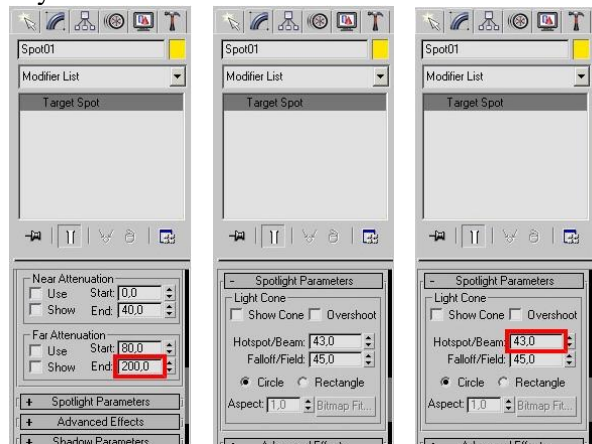 Spot01
Modifier List
Target Spot
Near Attenuation
Use Start: 0,0
Show End: 40,0
Far Attenuation
Use Start: 80,0
Show End: 200,0
+ Spotlight Parameters
+ Advanced Effects
+ Shadow Parameters
Spot01
Modifier List
Target Spot
- Spotlight Parameters
Light Cone
Show Cone Overshoot
Hotspot/Beam: 43,0
Falloff/Field: 45,0
Circle Rectangle
Aspect: 1,0 Bitmap Fit...
Spot01
Modifier List
Target Spot
- Spotlight Parameters
Light Cone
Show Cone Overshoot
Hotspot/Beam: 43,0
Falloff/Field: 45,0
Circle Rectangle
Aspect: 1,0 Bitmap Fit...